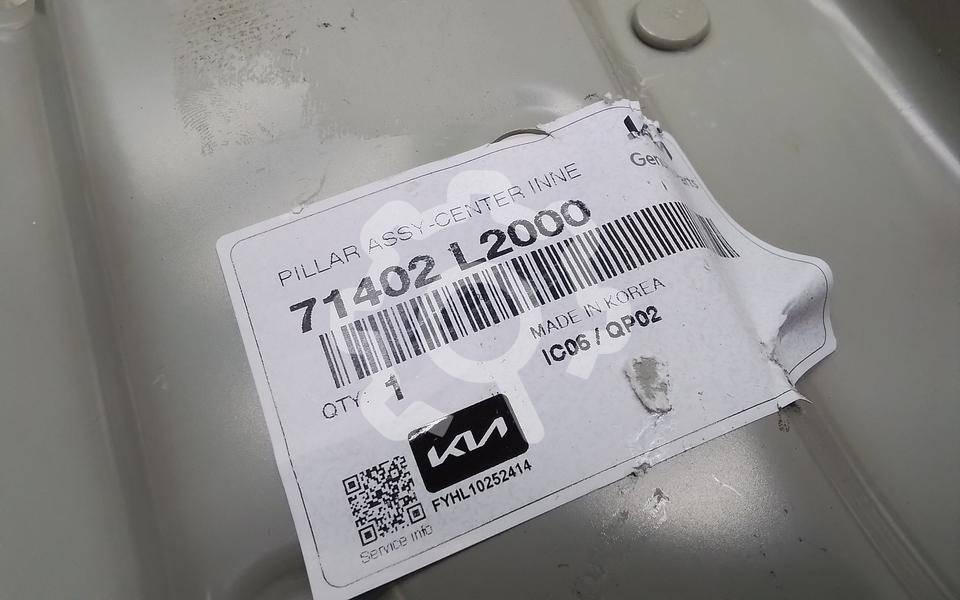 PILLAR ASSY-CENTER INNE
71402 L2000
MADE IN KOREA
IC06 / QP02
QTY 1
KIA
FYHL10252414
Service info